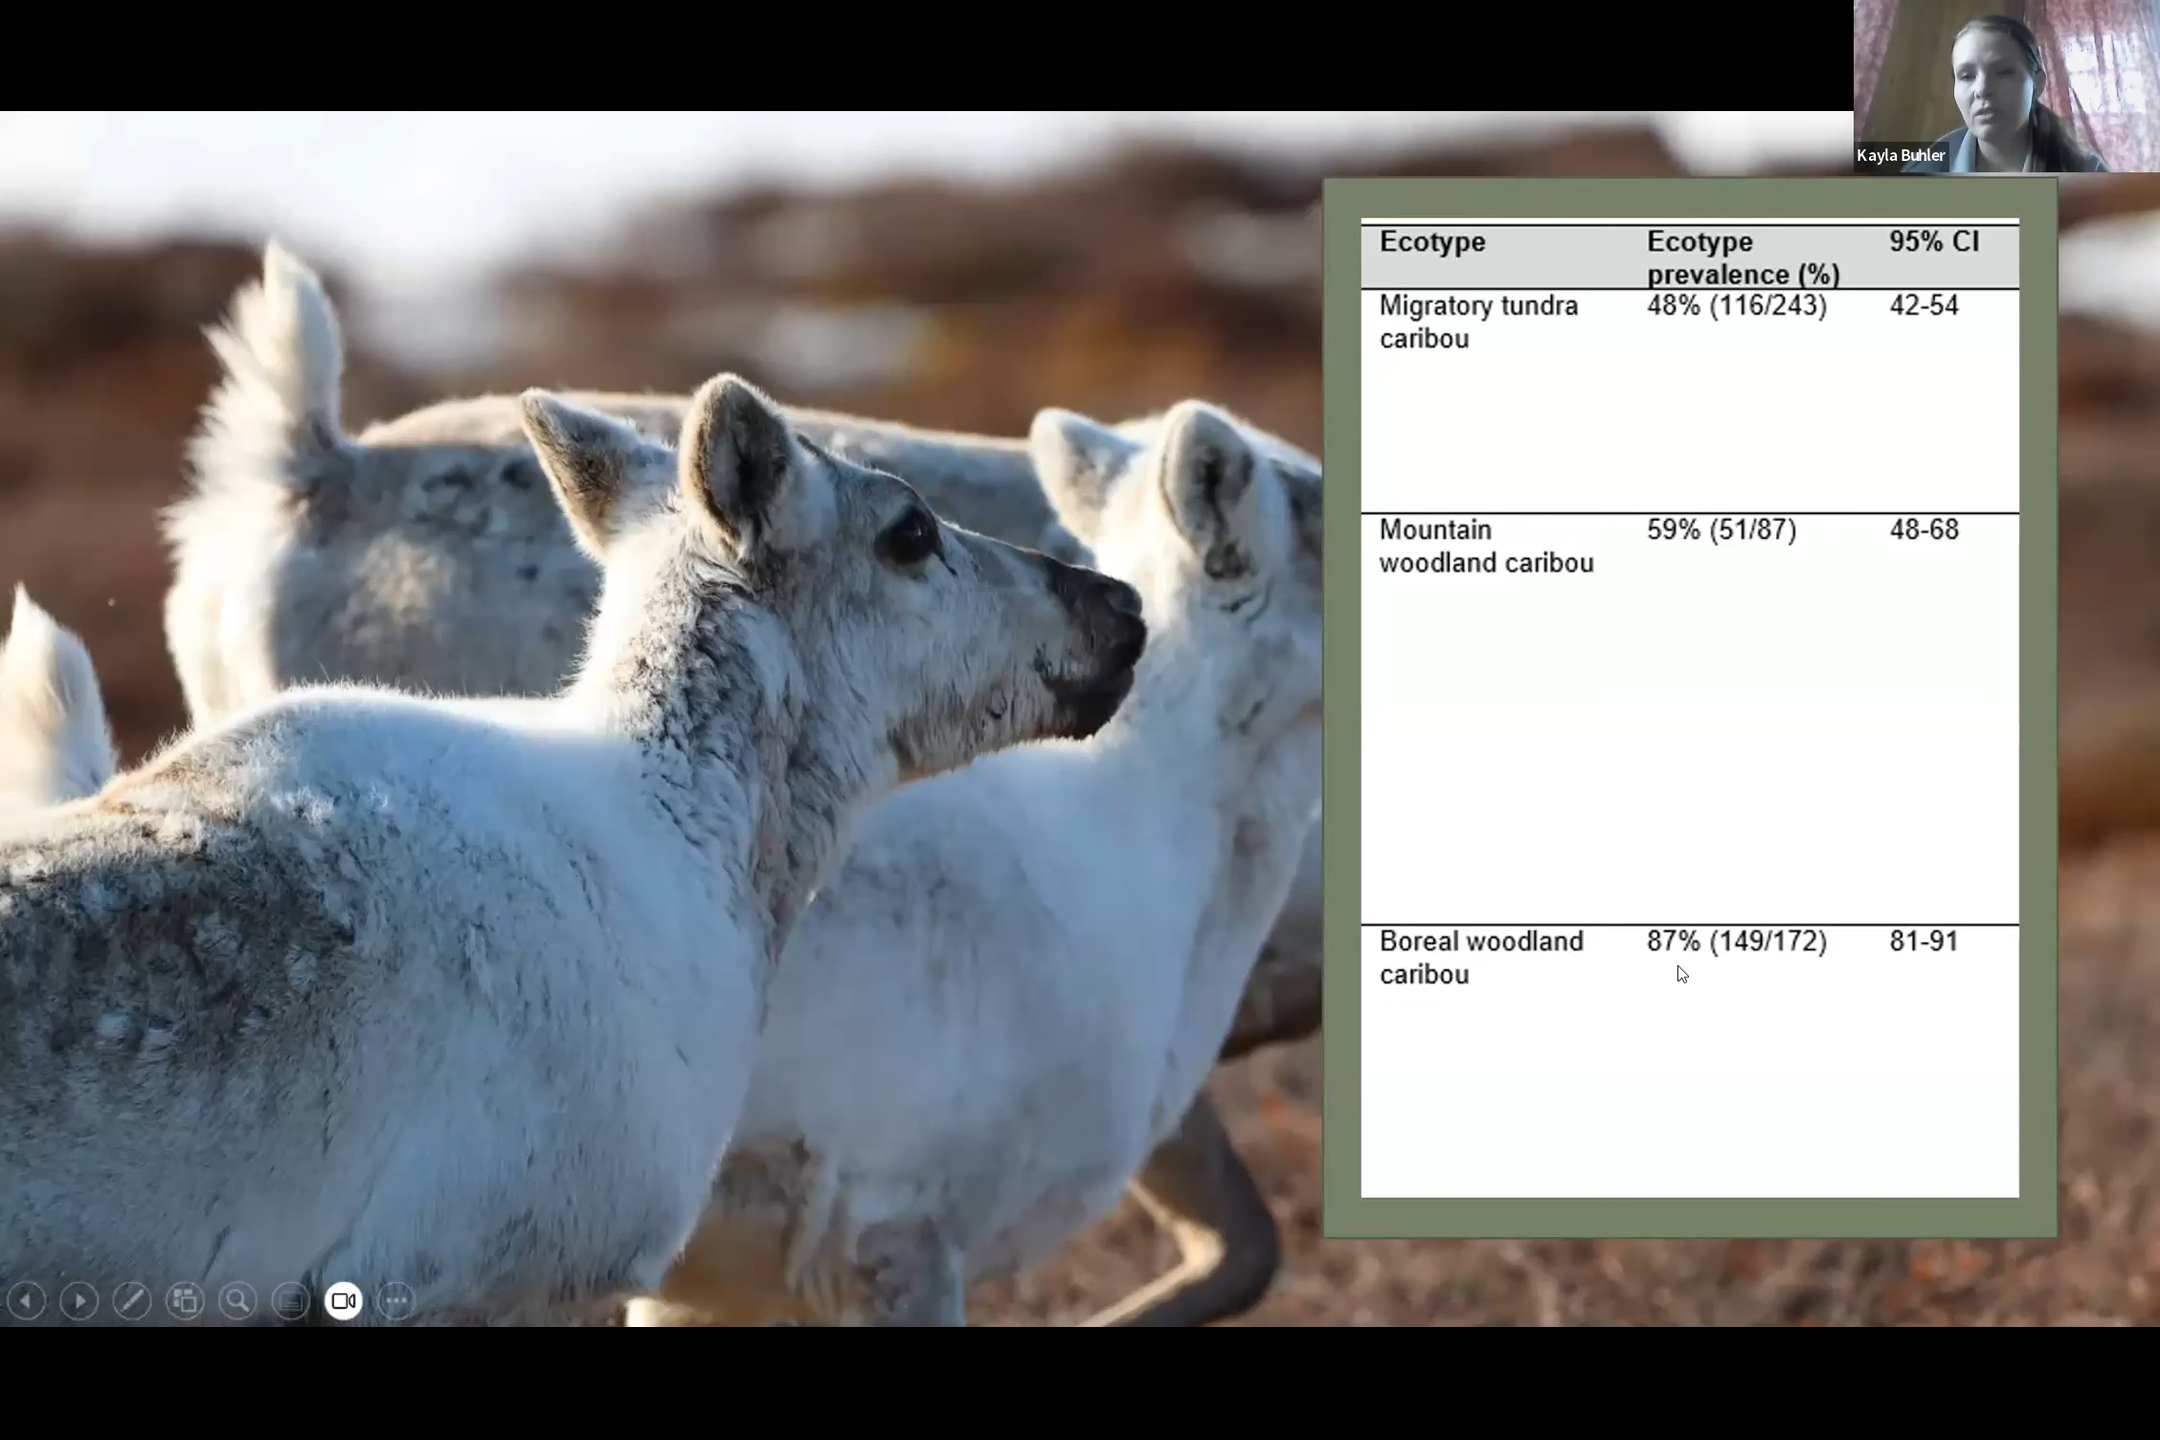 Kayla Buhler
Ecotype Ecotype 95% CI
prevalence (%)
Migratory tundra 48% (116/243) 42-54
caribou
Mountain 59% (51/87) 48-68
woodland caribou
Boreal woodland 87% (149/172) 81-91
caribou